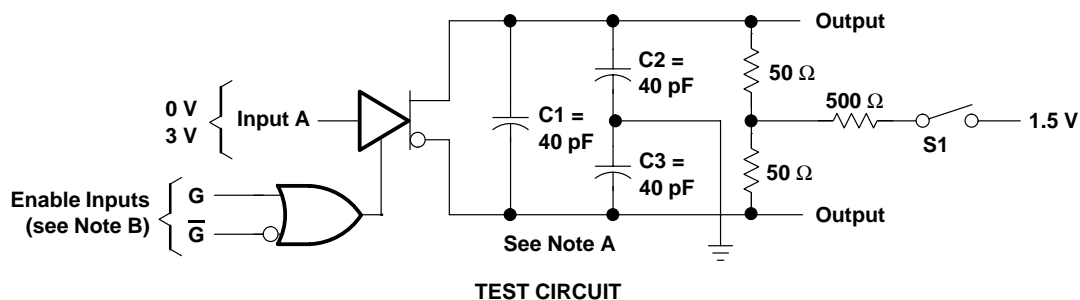 Output
C2 =
40 pF
50 Ω
0 V
3 V
Input A
C1 =
40 pF
500 Ω
1.5 V
S1
C3 =
40 pF
50 Ω
Enable Inputs
(see Note B)
G
G̅
See Note A
Output
TEST CIRCUIT